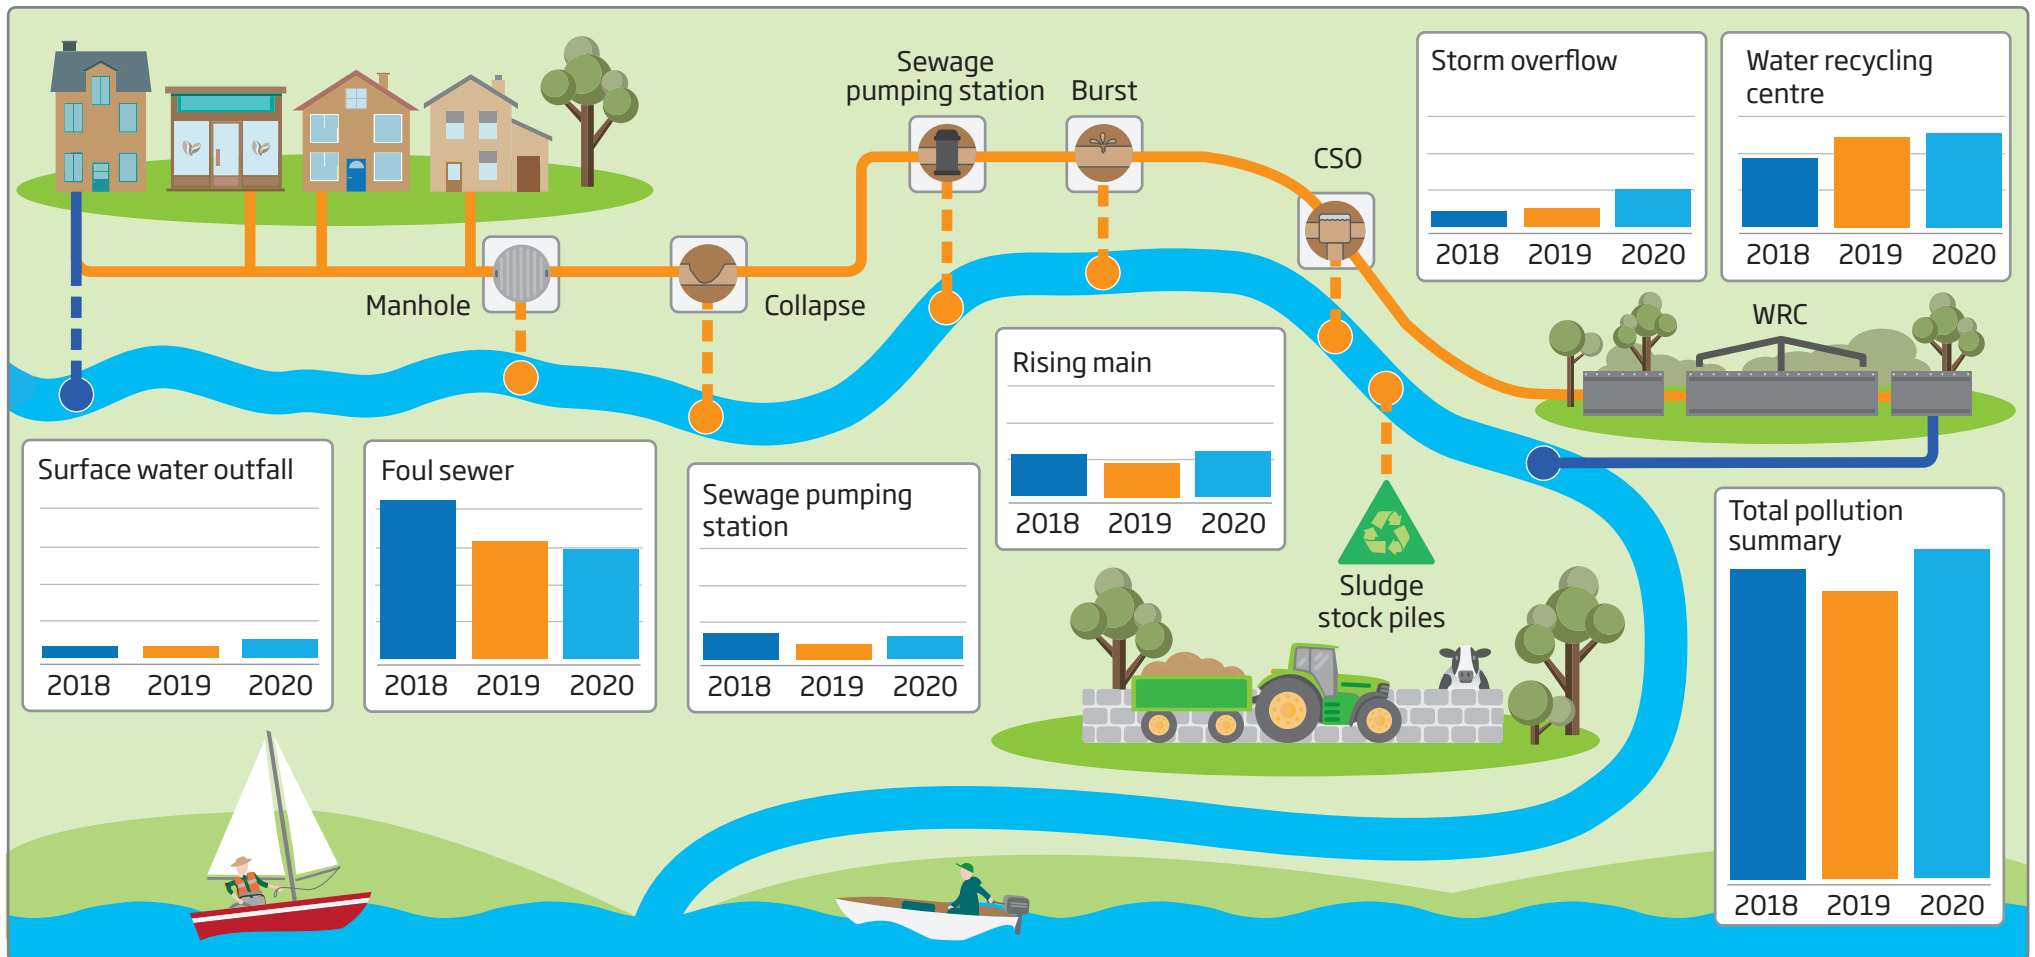 Sewage
pumping station
Burst
CSO
Manhole
Collapse
Storm overflow
2018 2019 2020
Water recycling
centre
2018 2019 2020
WRC
Rising main
2018 2019 2020
Surface water outfall
2018 2019 2020
Foul sewer
2018 2019 2020
Sewage pumping
station
2018 2019 2020
Sludge
stock piles
Total pollution
summary
2018 2019 2020